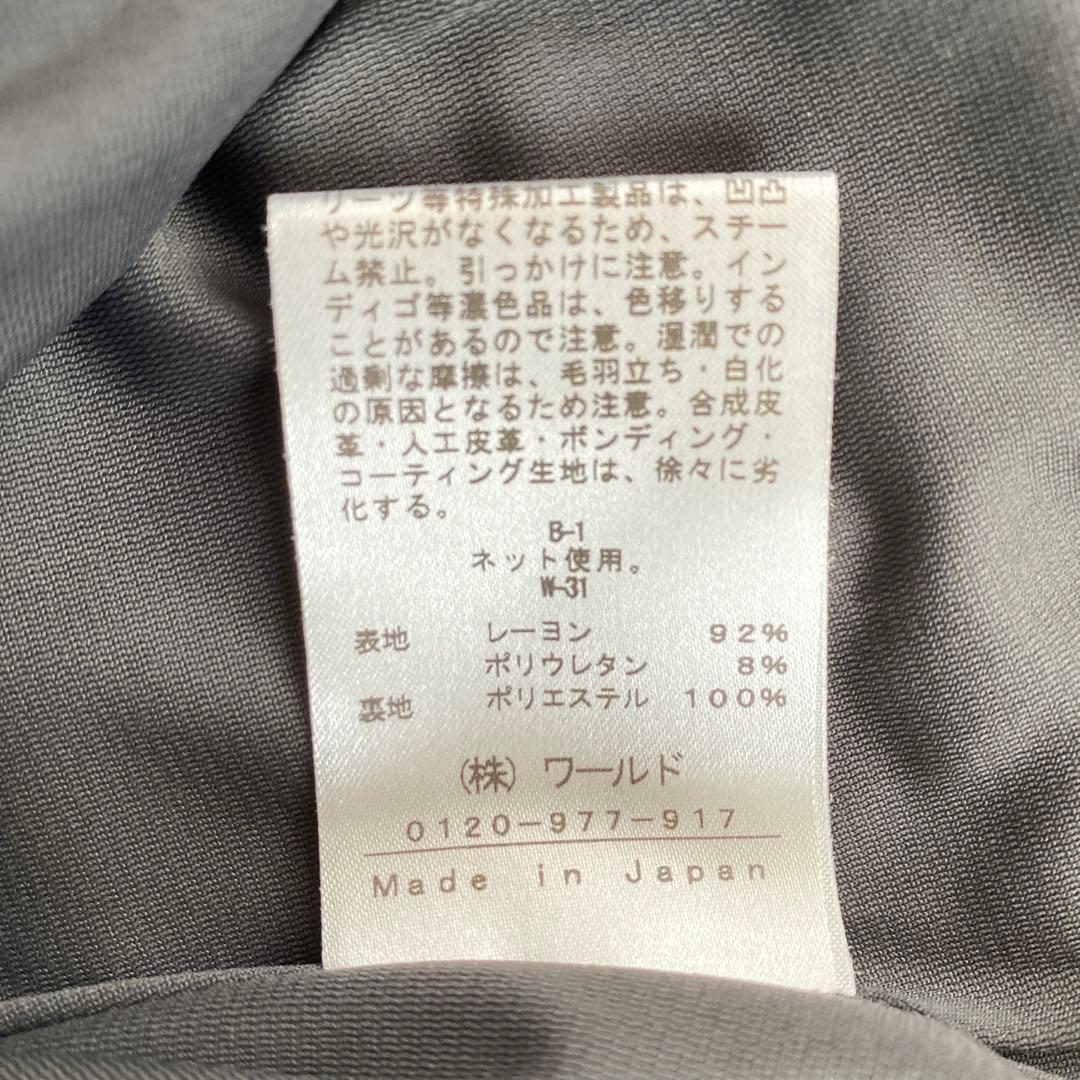 リーツ等特殊加工製品は、凹凸
や光沢がなくなるため、スチー
ム禁止。引っかけに注意。イン
ディゴ等濃色品は、色移りする
ことがあるので注意。湿潤での
過剰な摩擦は、毛羽立ち・白化
の原因となるため注意。合成皮
革・人工皮革・ボンディング・
コーティング生地は、徐々に劣
化する。
B-1
ネット使用。
W-31
表地 レーヨン 92%
ポリウレタン 8%
裏地 ポリエステル 100%
(株)ワールド
0120-977-917
Made in Japan